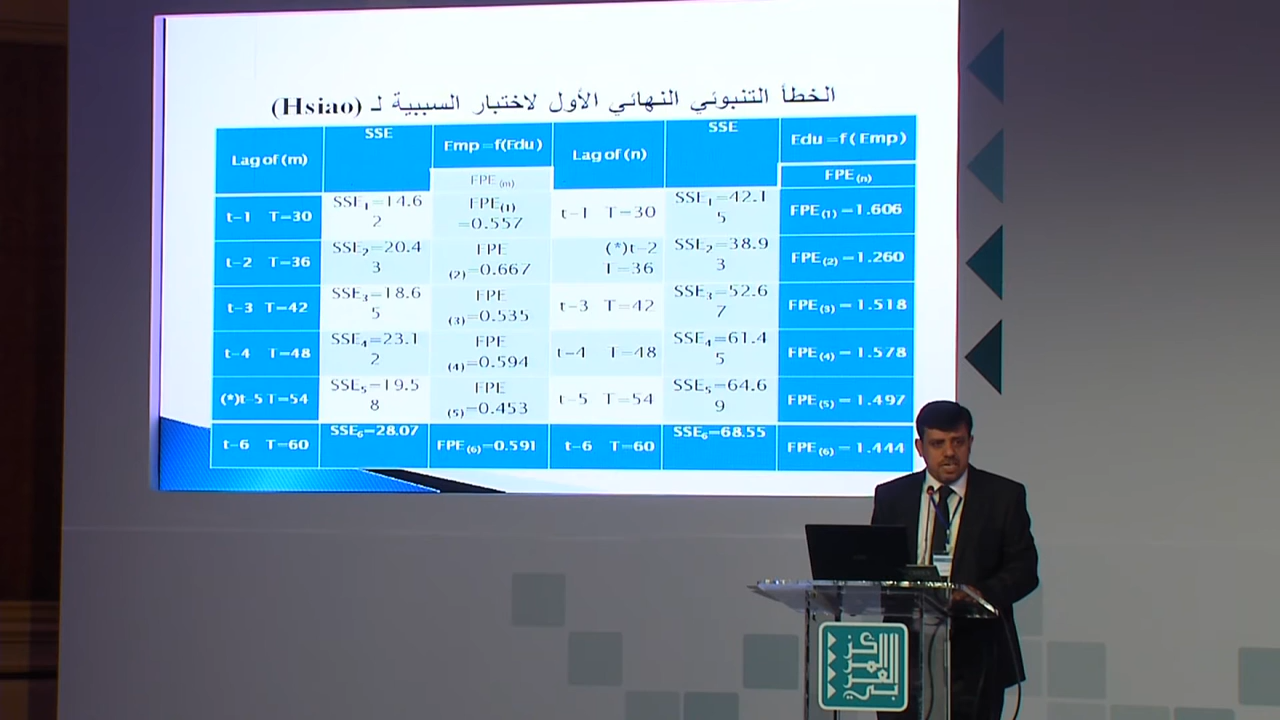 الخطأ التنبوئي النهائي الأول لاختبار السببية لـ (Hsiao)
Lag of (m) SSE Emp =f(Edu) Lag of (n) SSE Edu =f( Emp)
FPE (m) FPE (n)
t-1 T=30 SSE1=14.62 FPE(1) =0.557 t-1 T=30 SSE1=42.15 FPE (1) = 1.606
t-2 T=36 SSE2=20.43 FPE (2)=0.667 (*)t-2 T=36 SSE2=38.93 FPE (2) = 1.260
t-3 T=42 SSE3=18.65 FPE (3)=0.535 t-3 T=42 SSE3=52.67 FPE (3) = 1.518
t-4 T=48 SSE4=23.12 FPE (4)=0.594 t-4 T=48 SSE4=61.45 FPE (4) = 1.578
(*)t-5 T=54 SSE5=19.58 FPE (5)=0.453 t-5 T=54 SSE5=64.69 FPE (5) = 1.497
t-6 T=60 SSE6=28.07 FPE (6)=0.591 t-6 T=60 SSE6=68.55 FPE (6) = 1.444